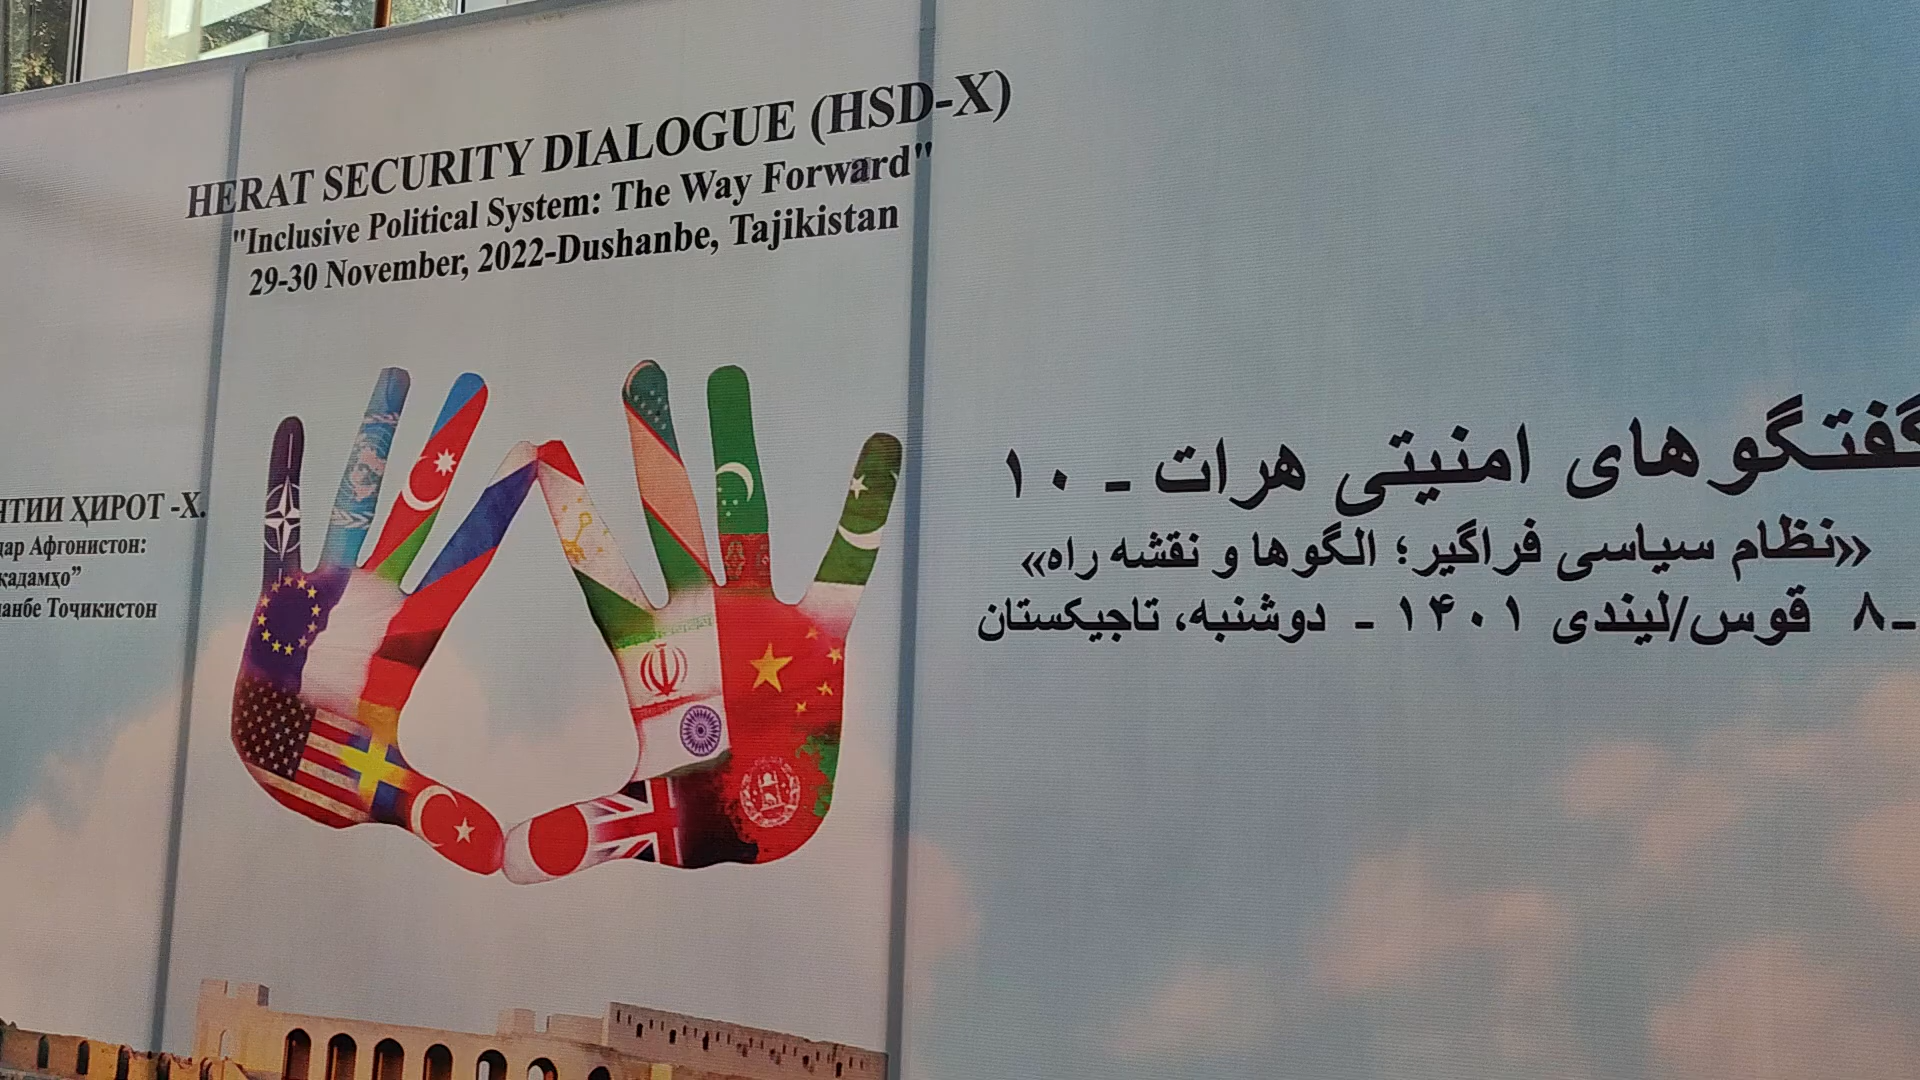 HERAT SECURITY DIALOGUE (HSD-X)
"Inclusive Political System: The Way Forward"
29-30 November, 2022-Dushanbe, Tajikistan
ҲИРОТ -X.
Афгонистон:
Тоҷикистон
گفتگوهای امنیتی هرات - ۱۰
«نظام سیاسی فراگیر؛ الگوها و نقشه راه»
۸- قوس/لیندی ۱۴۰۱ - دوشنبه، تاجیکستان